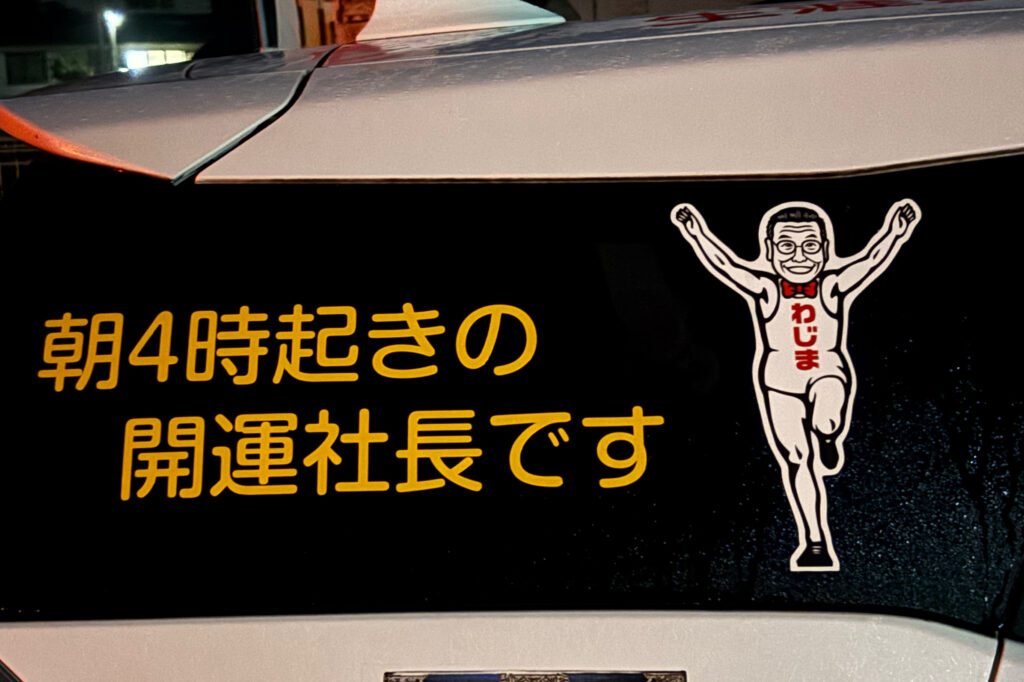 朝4時起きの
開運社長です
わじま